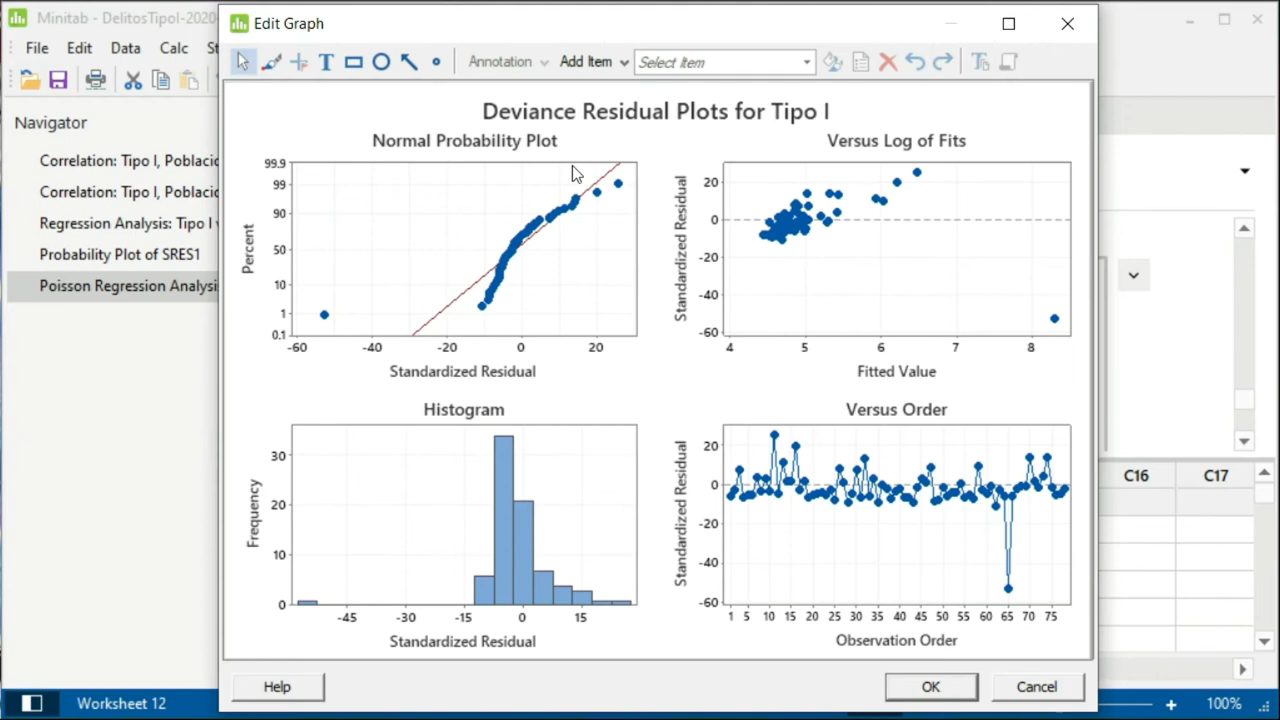 Minitab - DelitosTipoI-2020
Edit Graph
File Edit Data Calc St
Annotation Add Item Select Item
Navigator
Correlation: Tipo I, Poblacio
Correlation: Tipo I, Poblacio
Regression Analysis: Tipo I v
Probability Plot of SRES1
Poisson Regression Analysi
Deviance Residual Plots for Tipo I
Normal Probability Plot
99.9
99
90
50
10
1
0.1
Percent
-60 -40 -20 0 20
Standardized Residual
Versus Log of Fits
20
0
-20
-40
-60
Standardized Residual
4 5 6 7 8
Fitted Value
Histogram
30
20
10
0
Frequency
-45 -30 -15 0 15
Standardized Residual
Versus Order
20
0
-20
-40
-60
Standardized Residual
1 5 10 15 20 25 30 35 40 45 50 55 60 65 70 75
Observation Order
C16 C17
Help OK Cancel
Worksheet 12
100%